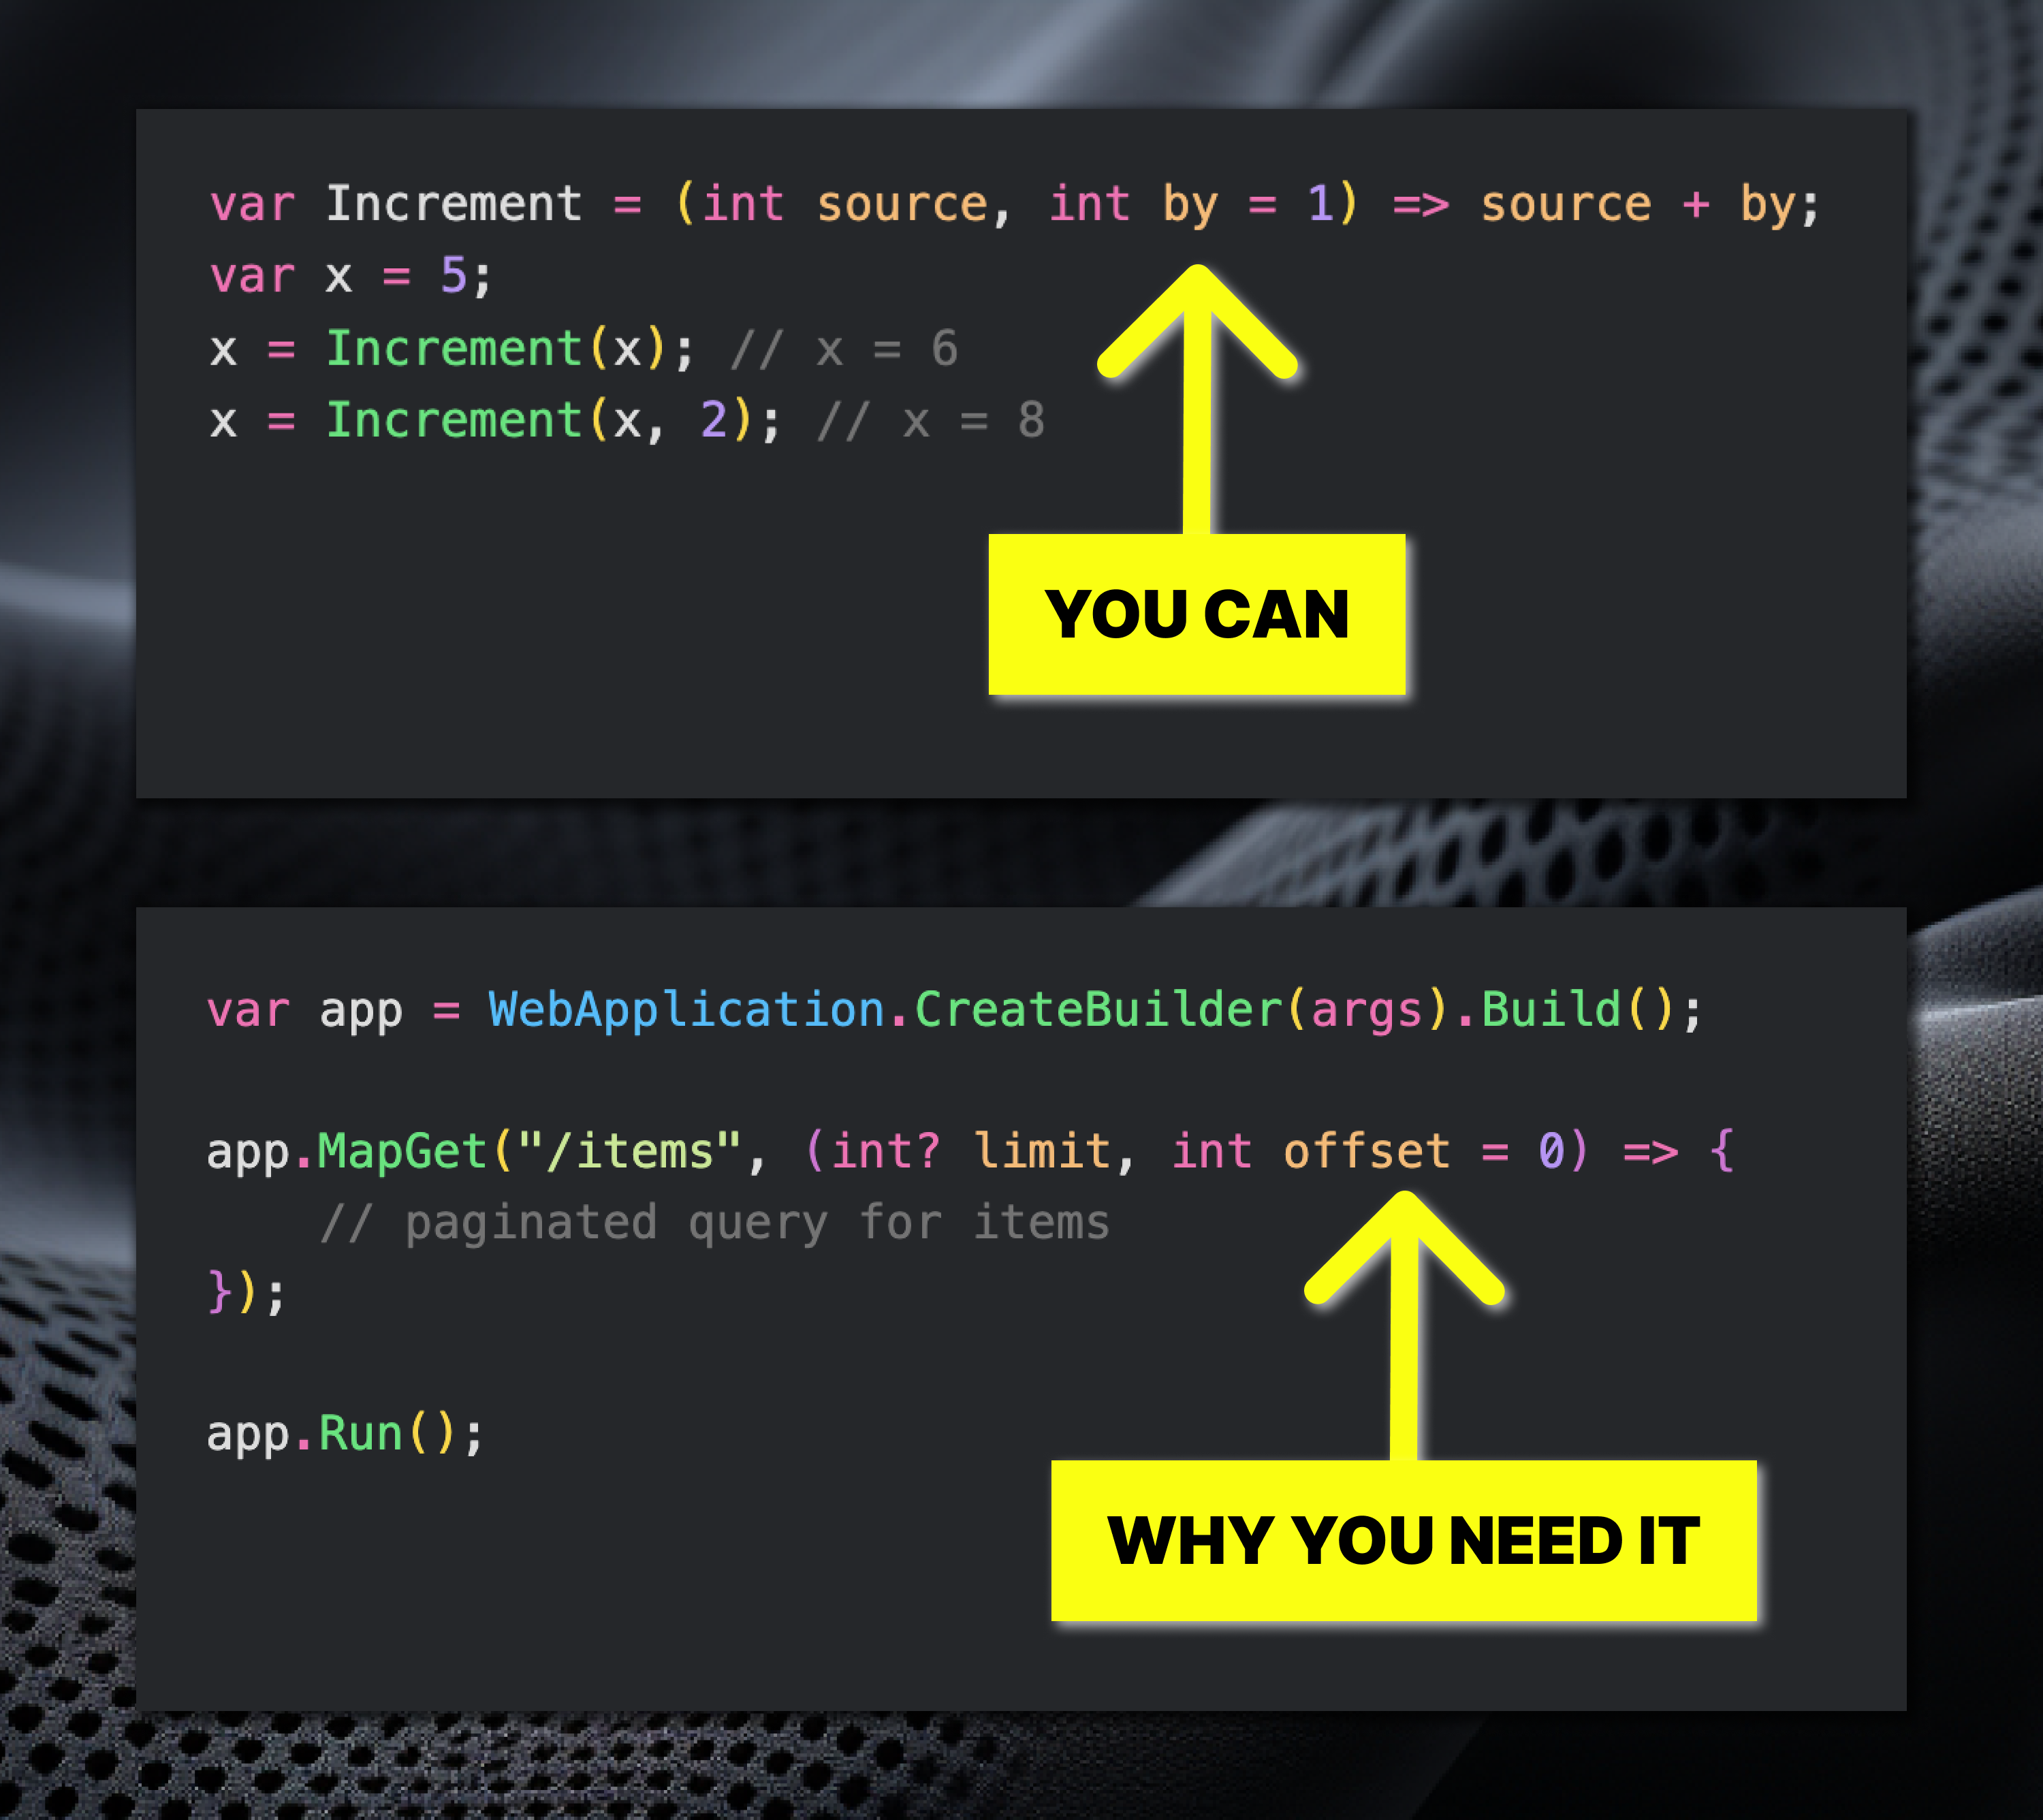 var Increment = (int source, int by = 1) => source + by;
var x = 5;
x = Increment(x); // x = 6
x = Increment(x, 2); // x = 8
YOU CAN
var app = WebApplication.CreateBuilder(args).Build();
app.MapGet("/items", (int? limit, int offset = 0) => {
    // paginated query for items
});
app.Run();
WHY YOU NEED IT